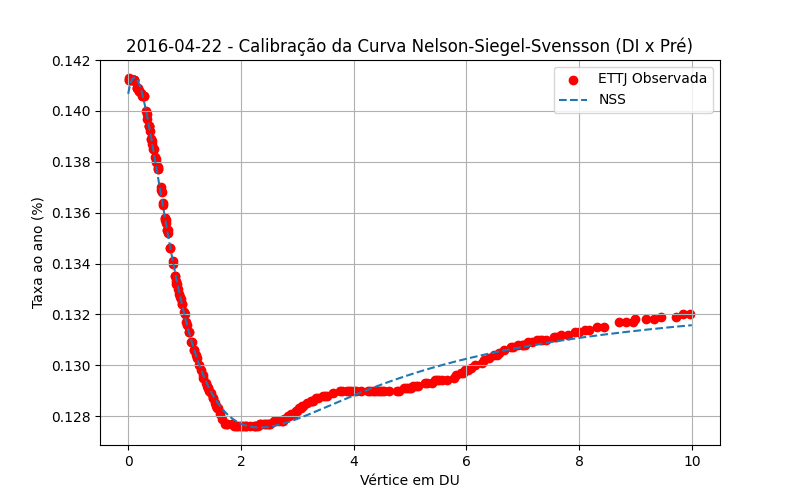 2016-04-22 - Calibração da Curva Nelson-Siegel-Svensson (DI x Pré)
ETTJ Observada
NSS
Taxa ao ano (%)
0.142
0.140
0.138
0.136
0.134
0.132
0.130
0.128
0 2 4 6 8 10
Vértice em DU